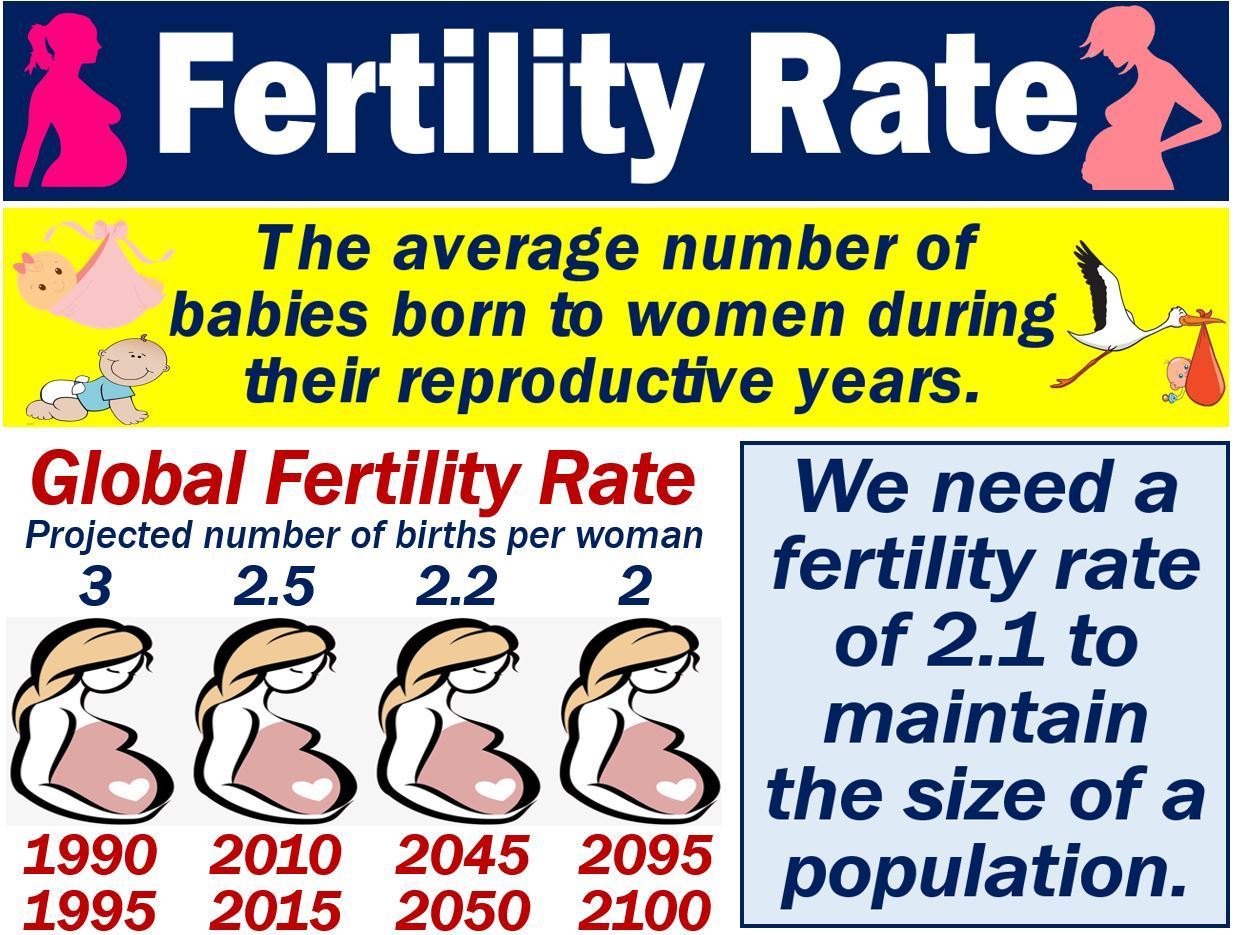 Fertility Rate
The average number of
babies born to women during
their reproductive years.
Global Fertility Rate
Projected number of births per woman
3 2.5 2.2 2
1990 2010 2045 2095
1995 2015 2050 2100
We need a
fertility rate
of 2.1 to
maintain
the size of a
population.